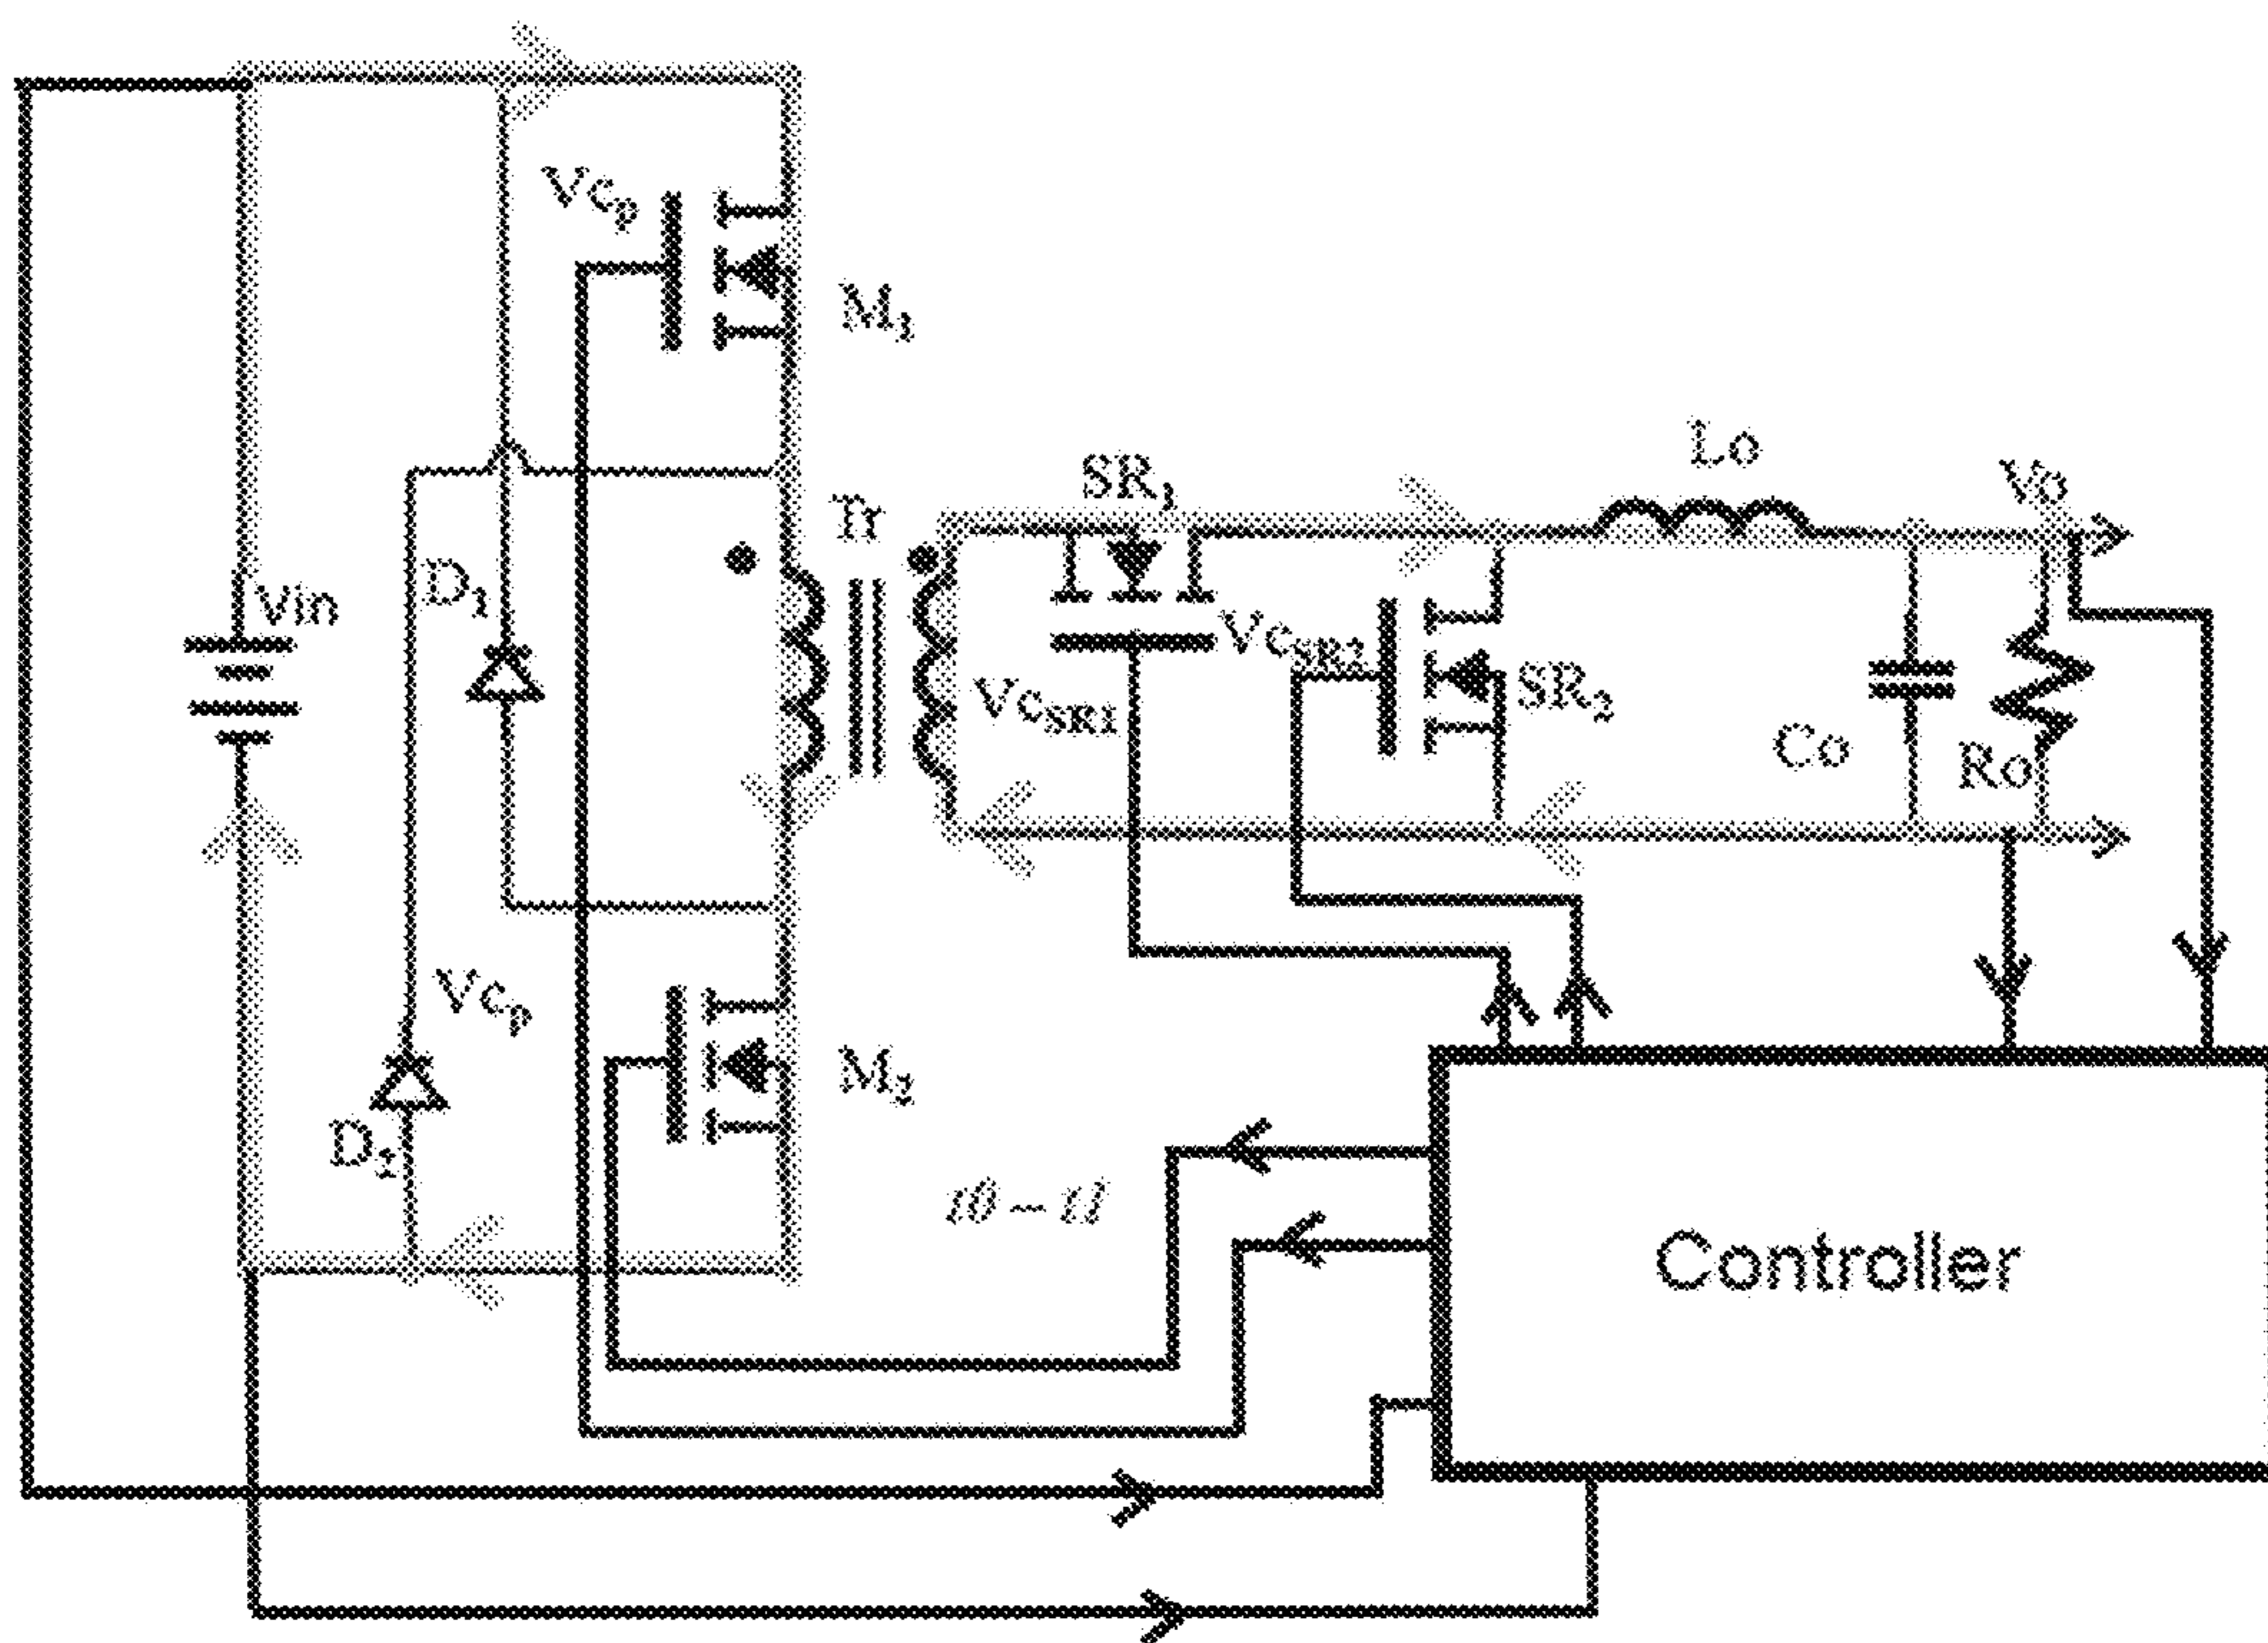 Vcp
M1
Lo
SR1
Vo
Tr
D1
Vin
VcSR2
SR2
VcSR1
Co
Ro
Vcp
M2
D2
t0 – t1
Controller